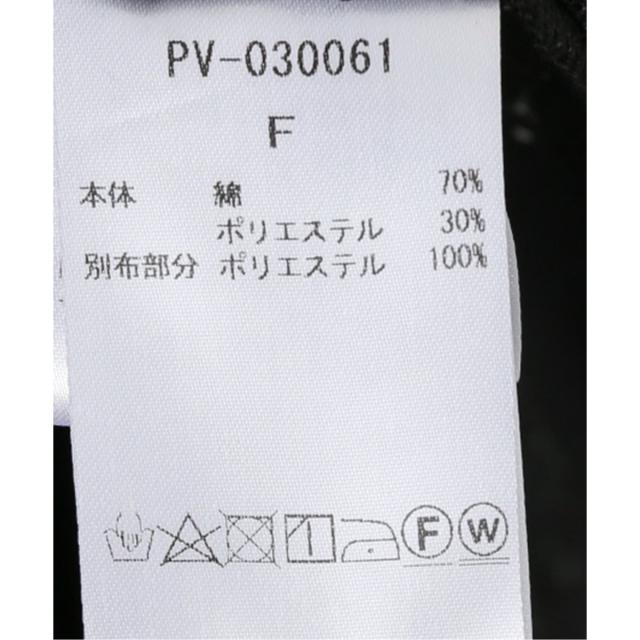 PV-030061
F
本体 綿 70%
ポリエステル 30%
別布部分 ポリエステル 100%
F W